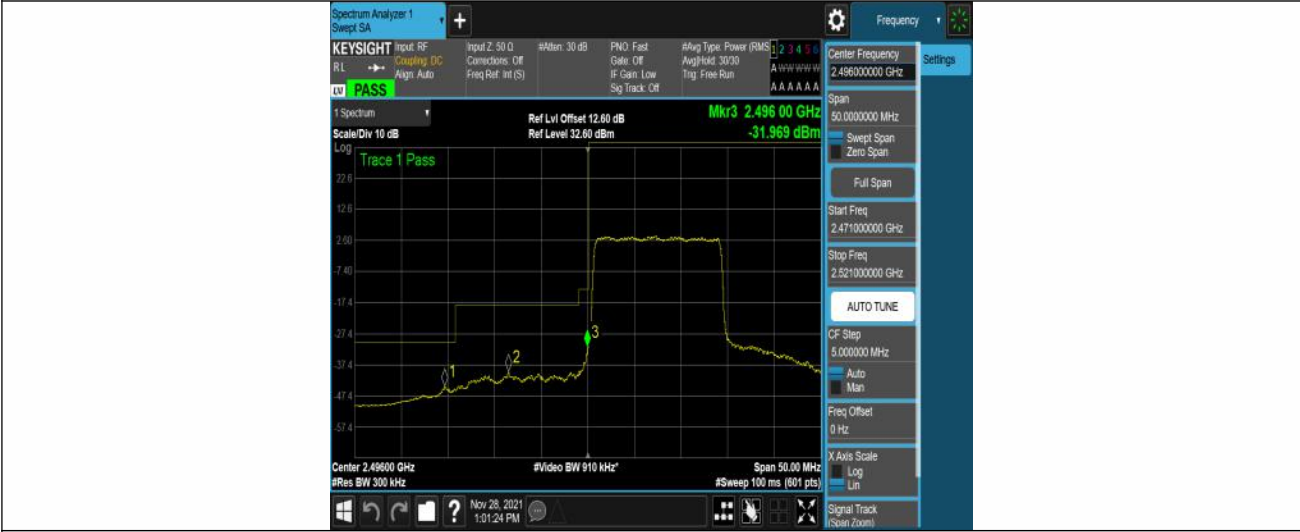 Spectrum Analyzer 1
Swept SA
+
Frequency
KEYSIGHT
RL
Input: RF
Coupling: DC
Align: Auto
Input Z: 50 Ω
Corrections: Off
Freq Ref: Int (S)
#Atten: 30 dB
PNO: Fast
Gate: Off
IF Gain: Low
Sig Track: Off
#Avg Type: Power (RMS
Avg|Hold: 30/30
Trig: Free Run
1 2 3 4 5 6
A W W W W W
A A A A A A
PASS
1 Spectrum
Scale/Div 10 dB
Ref Lvl Offset 12.60 dB
Ref Level 32.60 dBm
Mkr3 2.496 00 GHz
-31.969 dBm
Log
Trace 1 Pass
22.6
12.6
2.60
-7.40
-17.4
-27.4
-37.4
-47.4
-57.4
1
2
3
Center 2.49600 GHz
#Res BW 300 kHz
#Video BW 910 kHz*
Span 50.00 MHz
#Sweep 100 ms (601 pts)
Center Frequency
2.496000000 GHz
Settings
Span
50.0000000 MHz
Swept Span
Zero Span
Full Span
Start Freq
2.471000000 GHz
Stop Freq
2.521000000 GHz
AUTO TUNE
CF Step
5.000000 MHz
Auto
Man
Freq Offset
0 Hz
X Axis Scale
Log
Lin
Signal Track
(Span Zoom)
?
Nov 28, 2021
1:01:24 PM